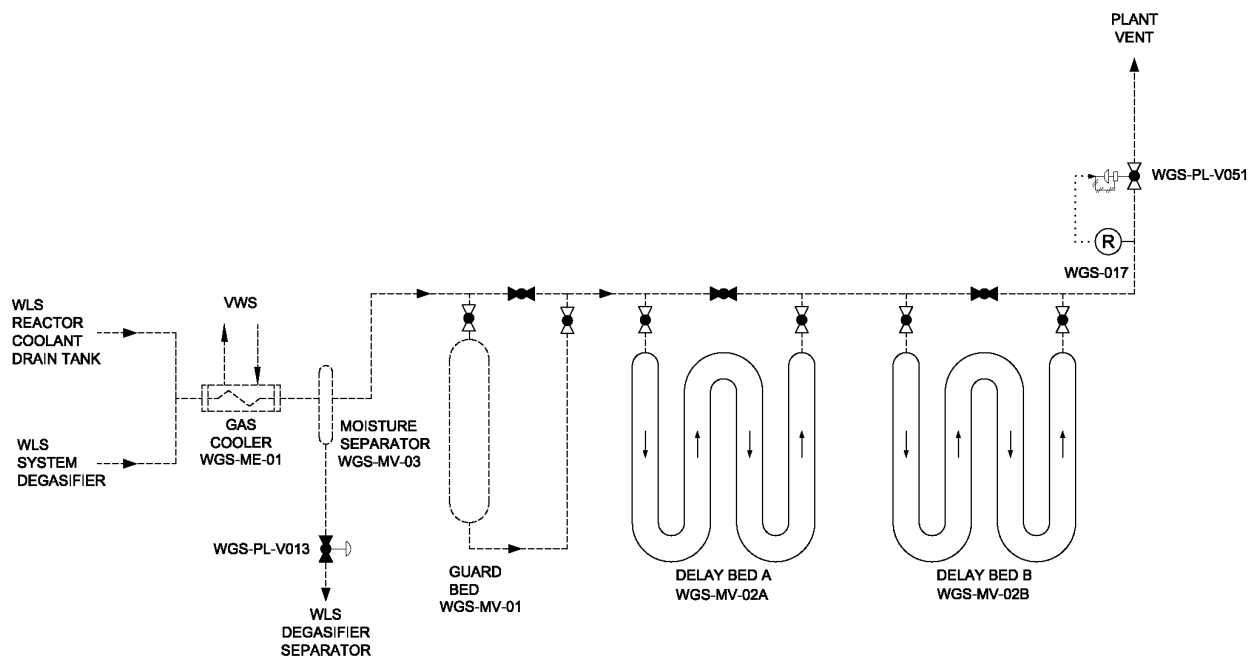 PLANT
VENT
WGS-PL-V051
R
WGS-017
WLS
REACTOR
COOLANT
DRAIN TANK
VWS
WLS
SYSTEM
DEGASIFIER
GAS
COOLER
WGS-ME-01
MOISTURE
SEPARATOR
WGS-MV-03
WGS-PL-V013
WLS
DEGASIFIER
SEPARATOR
GUARD
BED
WGS-MV-01
DELAY BED A
WGS-MV-02A
DELAY BED B
WGS-MV-02B